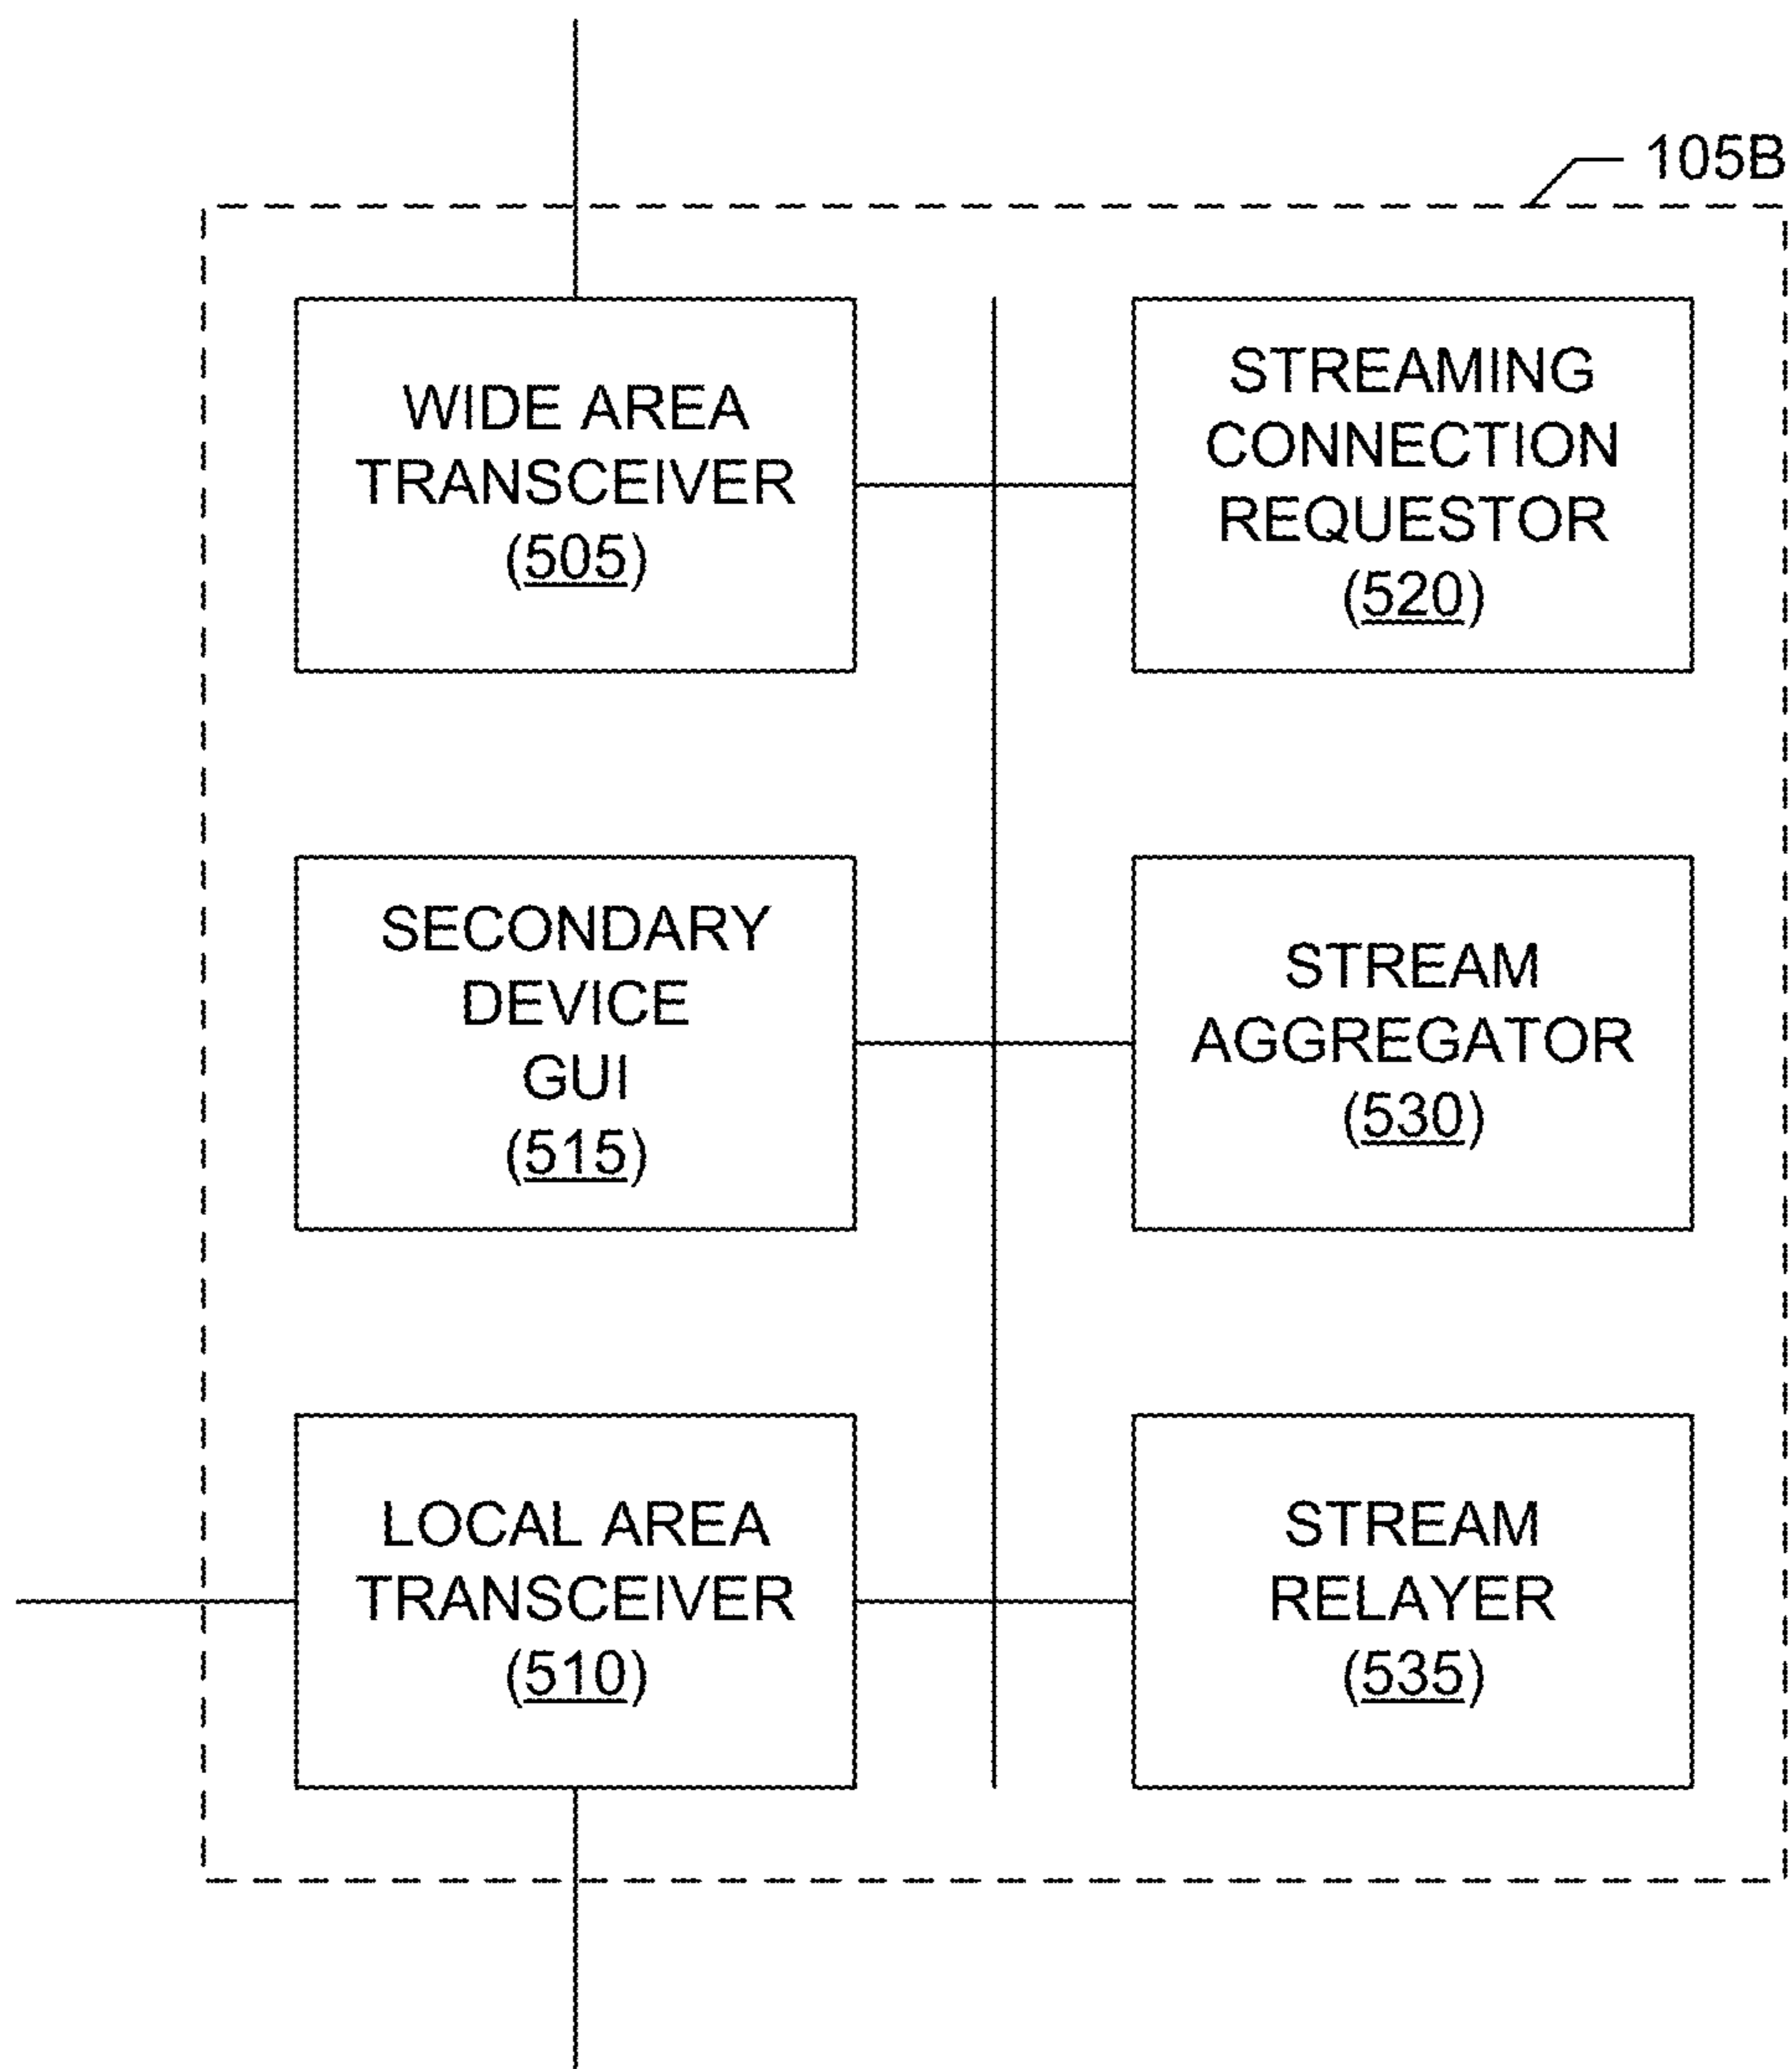 105B
WIDE AREA
TRANSCEIVER
(505)
STREAMING
CONNECTION
REQUESTOR
(520)
SECONDARY
DEVICE
GUI
(515)
STREAM
AGGREGATOR
(530)
LOCAL AREA
TRANSCEIVER
(510)
STREAM
RELAYER
(535)